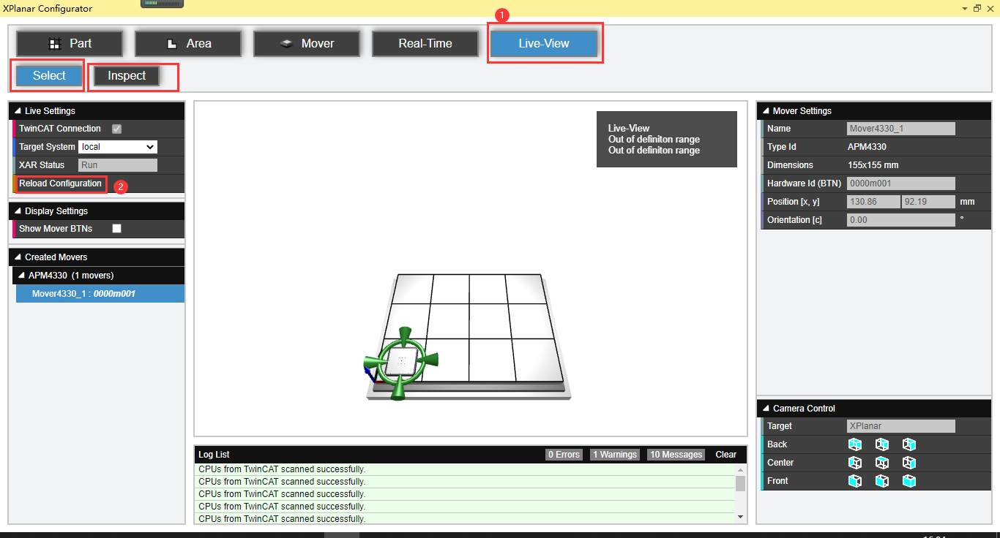 XPlanar Configurator
1
Part Area Mover Real-Time Live-View
Select Inspect
Live Settings
TwinCAT Connection
Target System local
XAR Status Run
Reload Configuration 2
Display Settings
Show Mover BTNs
Created Movers
APM4330 (1 movers)
Mover4330_1 : 0000m001
Live-View
Out of definiton range
Out of definiton range
Log List 0 Errors 1 Warnings 10 Messages Clear
CPUs from TwinCAT scanned successfully.
CPUs from TwinCAT scanned successfully.
CPUs from TwinCAT scanned successfully.
CPUs from TwinCAT scanned successfully.
CPUs from TwinCAT scanned successfully.
Mover Settings
Name Mover4330_1
Type Id APM4330
Dimensions 155x155 mm
Hardware Id (BTN) 0000m001
Position [x, y] 130.86 92.19 mm
Orientation [c] 0.00 °
Camera Control
Target XPlanar
Back
Center
Front